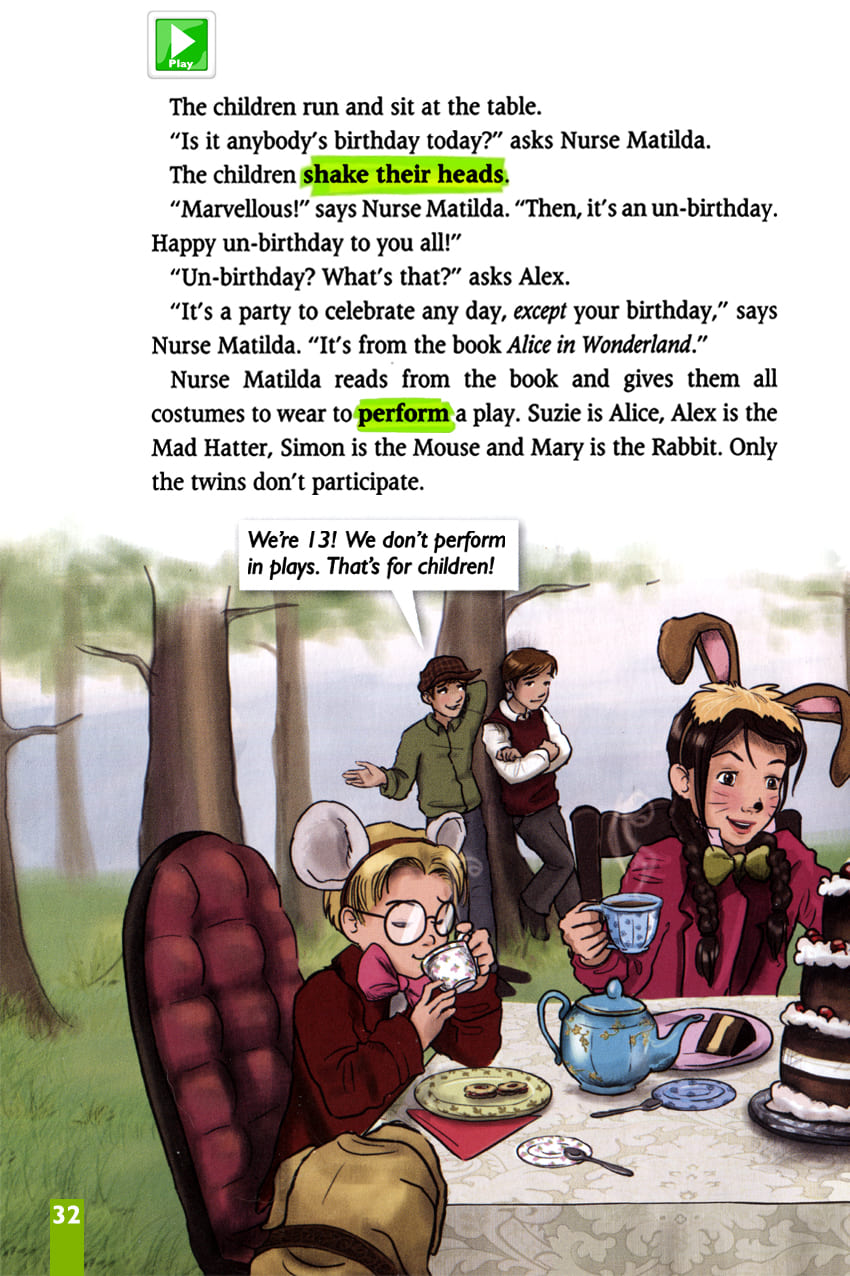 Play
The children run and sit at the table.
“Is it anybody’s birthday today?” asks Nurse Matilda.
The children shake their heads.
“Marvellous!” says Nurse Matilda. “Then, it’s an un-birthday.
Happy un-birthday to you all!”
“Un-birthday? What’s that?” asks Alex.
“It’s a party to celebrate any day, except your birthday,” says
Nurse Matilda. “It’s from the book Alice in Wonderland.”
Nurse Matilda reads from the book and gives them all
costumes to wear to perform a play. Suzie is Alice, Alex is the
Mad Hatter, Simon is the Mouse and Mary is the Rabbit. Only
the twins don’t participate.
We’re 13! We don’t perform
in plays. That’s for children!
32